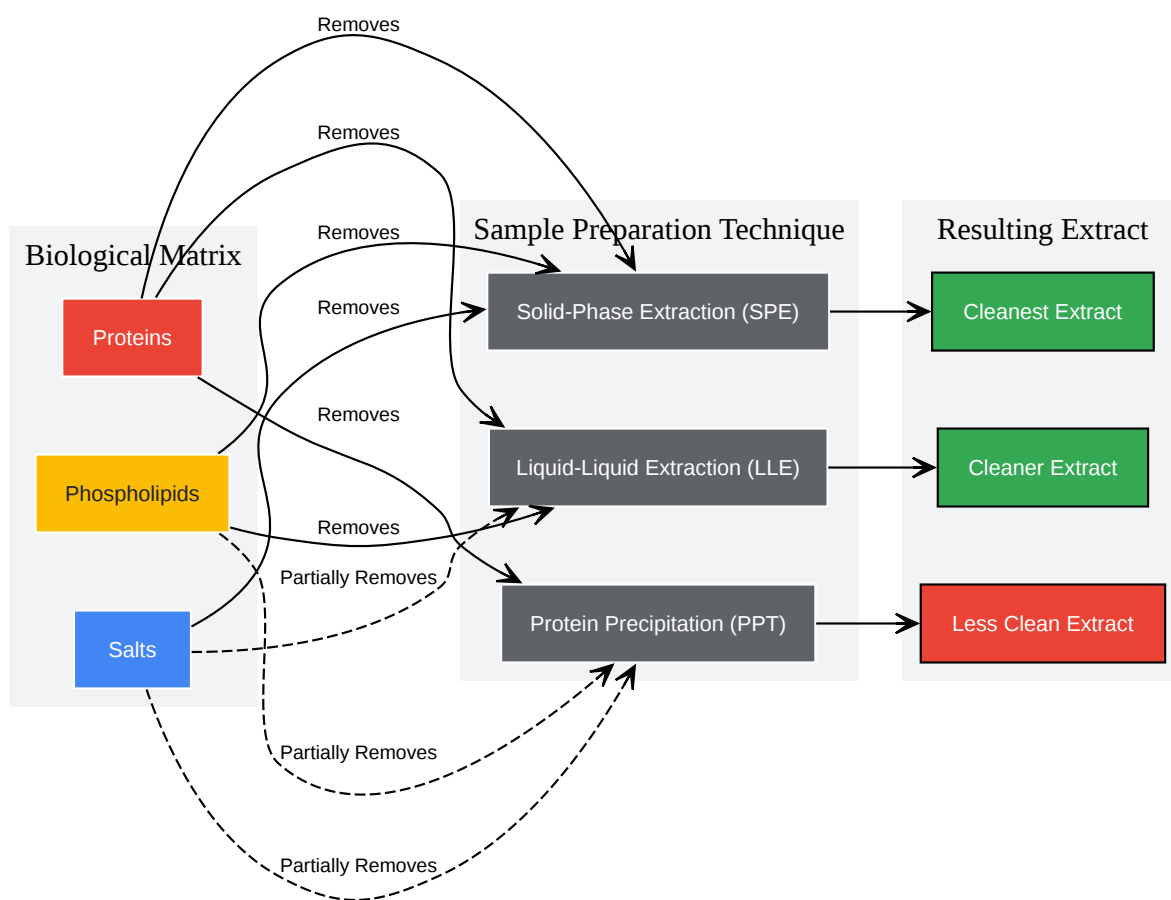 Removes
Removes
Biological Matrix
Sample Preparation Technique
Resulting Extract
Removes
Removes
Proteins
Solid-Phase Extraction (SPE)
Cleanest Extract
Removes
Phospholipids
Liquid-Liquid Extraction (LLE)
Cleaner Extract
Removes
Partially Removes
Salts
Protein Precipitation (PPT)
Less Clean Extract
Partially Removes
Partially Removes